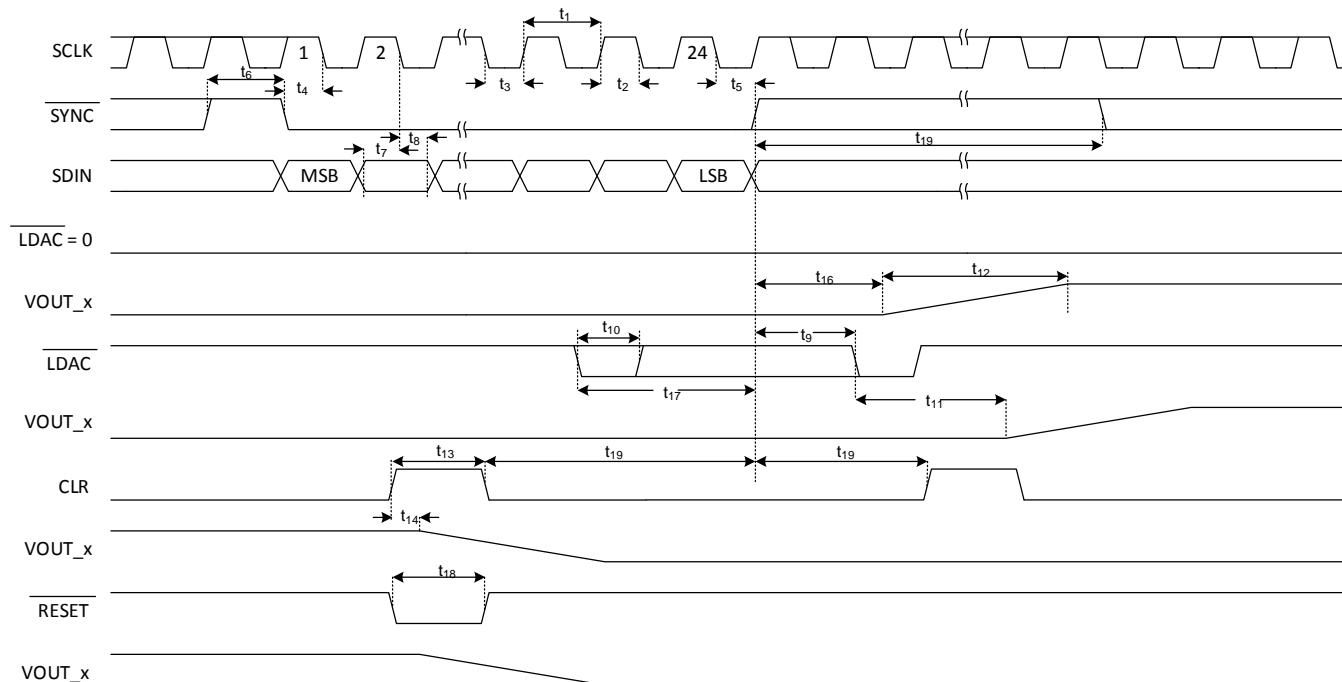 t1
SCLK 1 2 24
t6 t4 t3 t2 t5
SYNC
t7 t8 t19
SDIN MSB LSB
LDAC = 0
t16 t12
VOUT_x
t10 t9
LDAC
t17 t11
VOUT_x
t13 t19 t19
CLR
t14
VOUT_x
t18
RESET
VOUT_x